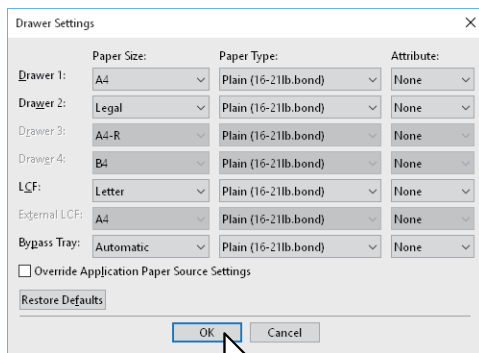 Drawer Settings
Paper Size: Paper Type: Attribute:
Drawer 1: A4 Plain (16-21lb.bond) None
Drawer 2: Legal Plain (16-21lb.bond) None
Drawer 3: A4-R Plain (16-21lb.bond) None
Drawer 4: B4 Plain (16-21lb.bond) None
LCF: Letter Plain (16-21lb.bond) None
External LCF: A4 Plain (16-21lb.bond) None
Bypass Tray: Automatic Plain (16-21lb.bond) None
Override Application Paper Source Settings
Restore Defaults
OK Cancel